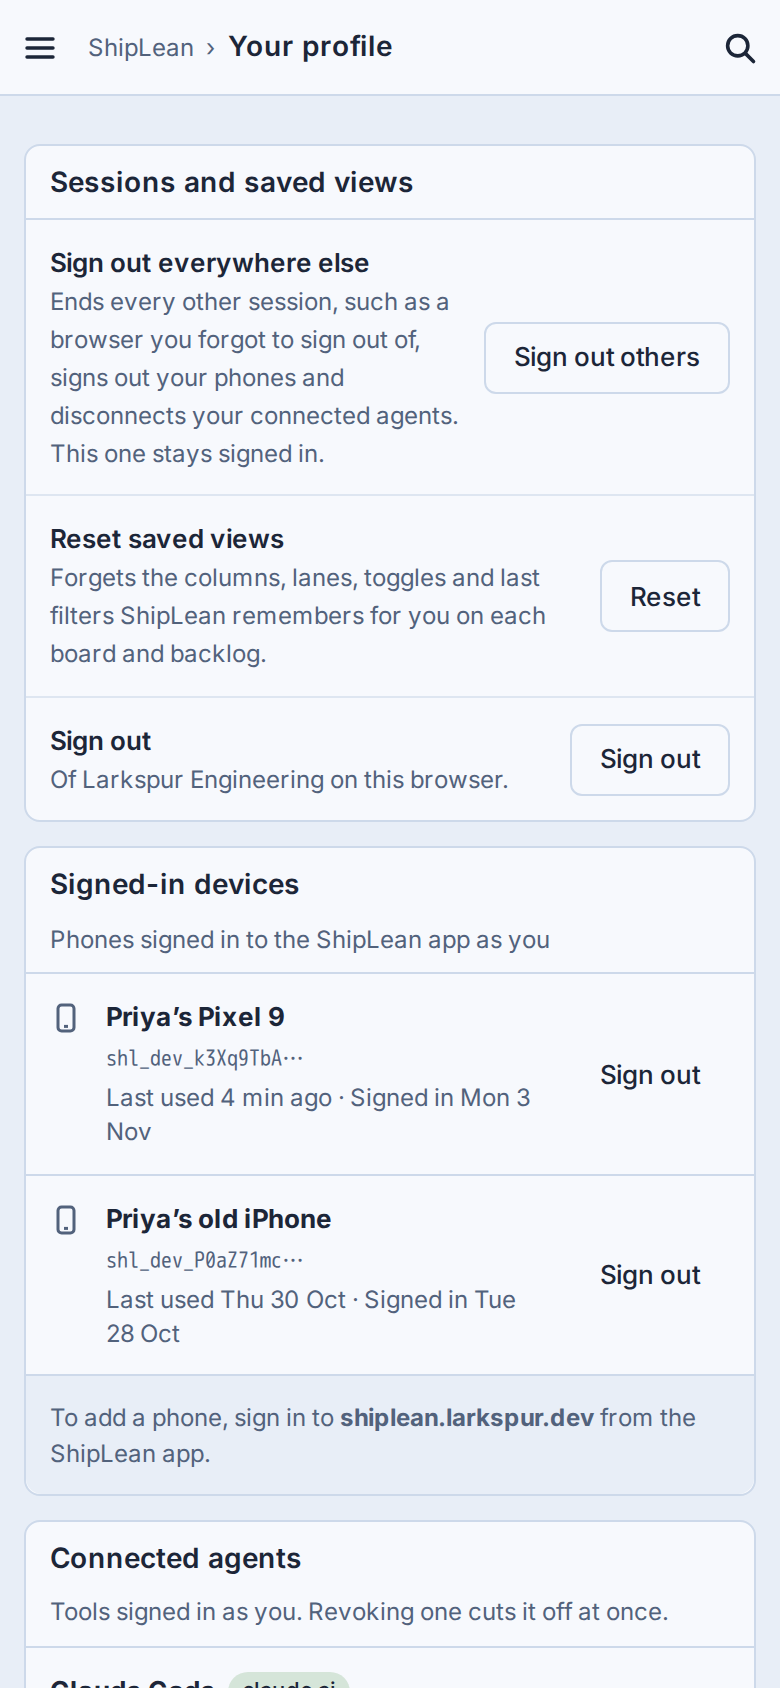 ShipLean › Your profile
Sessions and saved views
Sign out everywhere else
Ends every other session, such as a
browser you forgot to sign out of,
signs out your phones and
disconnects your connected agents.
This one stays signed in.
Sign out others
Reset saved views
Forgets the columns, lanes, toggles and last
filters ShipLean remembers for you on each
board and backlog.
Reset
Sign out
Of Larkspur Engineering on this browser.
Sign out
Signed-in devices
Phones signed in to the ShipLean app as you
Priya’s Pixel 9
shl_dev_k3Xq9TbA…
Last used 4 min ago · Signed in Mon 3
Nov
Sign out
Priya’s old iPhone
shl_dev_P0aZ71mc…
Last used Thu 30 Oct · Signed in Tue
28 Oct
Sign out
To add a phone, sign in to shiplean.larkspur.dev from the
ShipLean app.
Connected agents
Tools signed in as you. Revoking one cuts it off at once.
Claude Code claude.ai